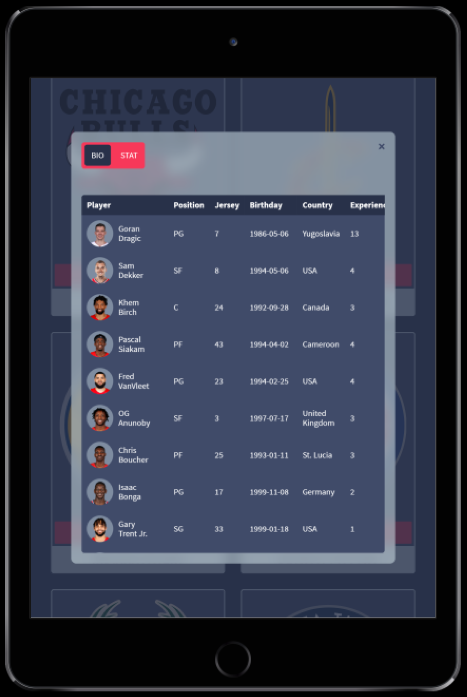 CHICAGO
BULLS
BIO STAT ×
Player Position Jersey Birthday Country Experienc
Goran
Dragic PG 7 1986-05-06 Yugoslavia 13
Sam
Dekker SF 8 1994-05-06 USA 4
Khem
Birch C 24 1992-09-28 Canada 3
Pascal
Siakam PF 43 1994-04-02 Cameroon 4
Fred
VanVleet PG 23 1994-02-25 USA 4
OG
Anunoby SF 3 1997-07-17 United
Kingdom 3
Chris
Boucher PF 25 1993-01-11 St. Lucia 3
Isaac
Bonga PG 17 1999-11-08 Germany 2
Gary
Trent Jr. SG 33 1999-01-18 USA 1